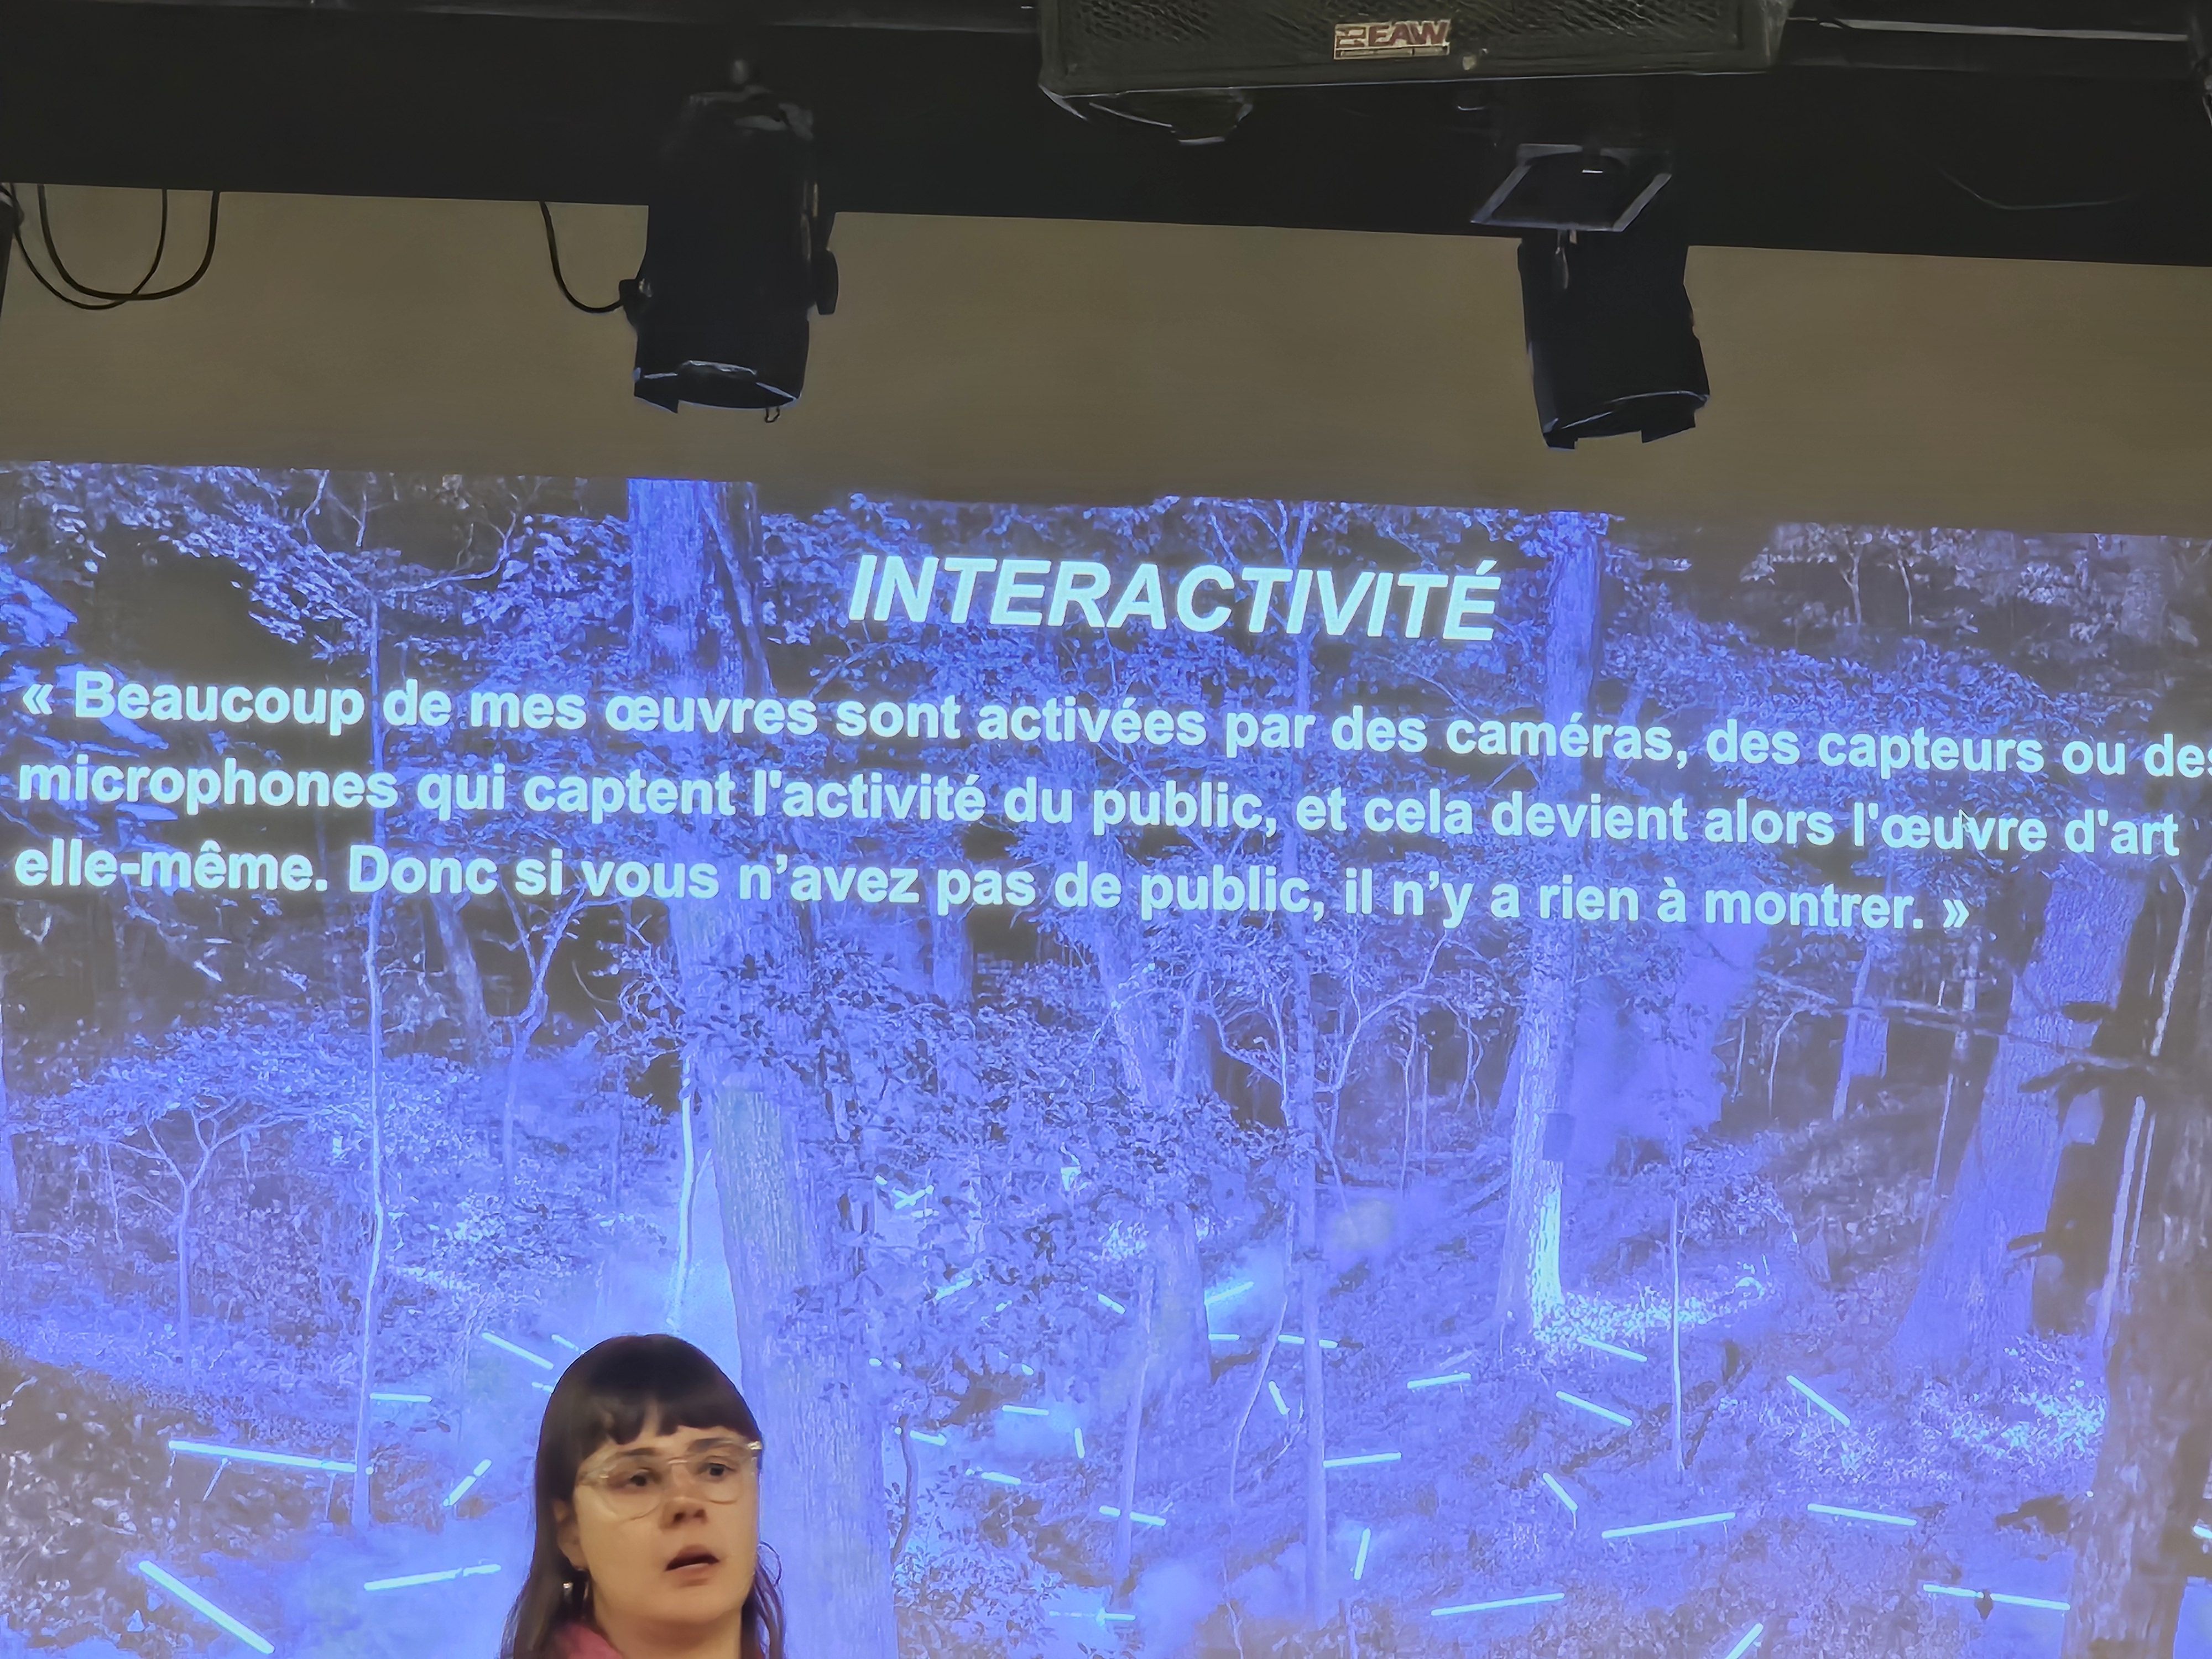 EAW
INTERACTIVITÉ
« Beaucoup de mes œuvres sont activées par des caméras, des capteurs ou des
microphones qui captent l'activité du public, et cela devient alors l'œuvre d'art
elle-même. Donc si vous n’avez pas de public, il n’y a rien à montrer. »